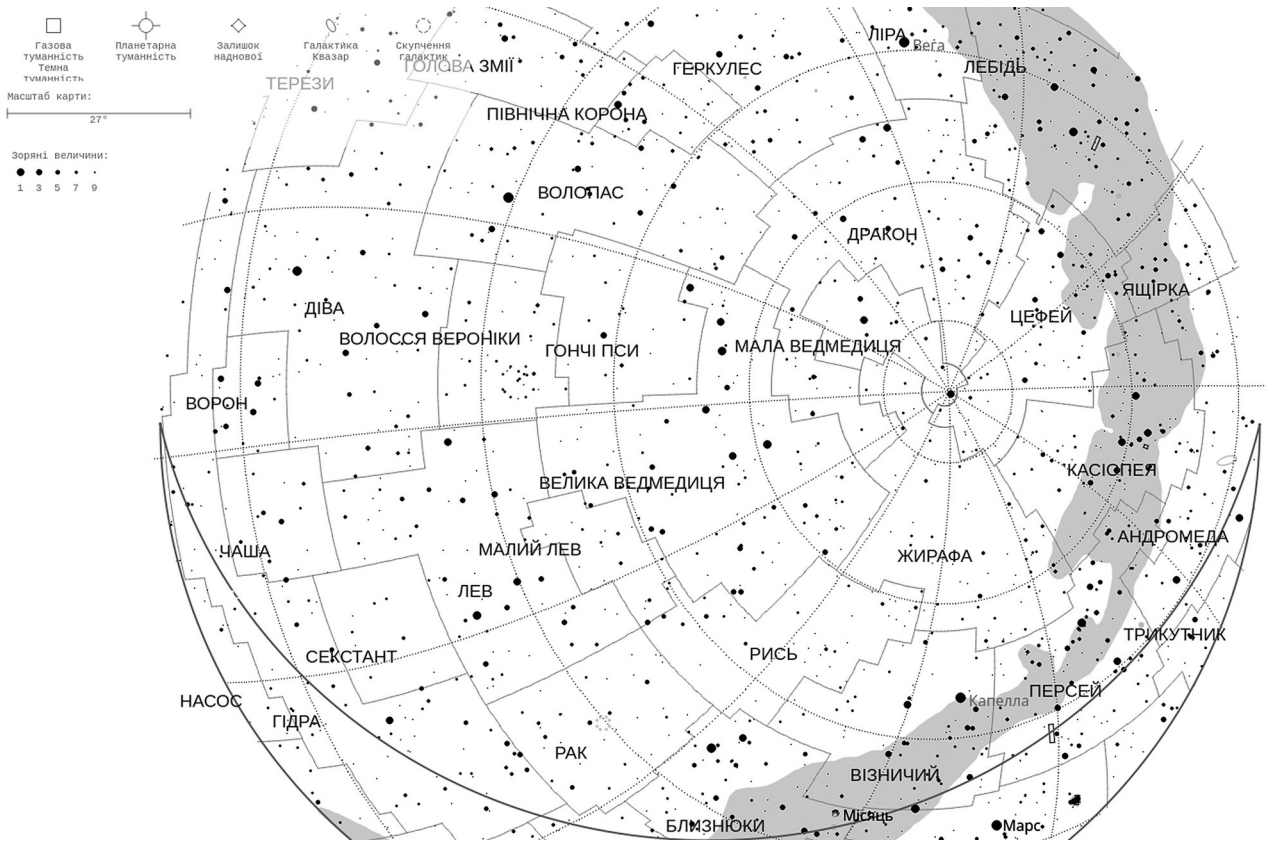 Газова
туманність
Темна
туманність
Планетарна
туманність
Залишок
наднової
Галактика
Квазар
Скупчення
галактик
Масштаб карти:
27°
Зоряні величини:
1 3 5 7 9
ЛІРА
Вега
ЛЕБІДЬ
ГОЛОВА ЗМІЇ
ГЕРКУЛЕС
ТЕРЕЗИ
ПІВНІЧНА КОРОНА
ВОЛОПАС
ДРАКОН
ЯЩІРКА
ДІВА
ЦЕФЕЙ
ВОЛОССЯ ВЕРОНІКИ
МАЛА ВЕДМЕДИЦЯ
ГОНЧІ ПСИ
ВОРОН
КАСІОПЕЯ
ВЕЛИКА ВЕДМЕДИЦЯ
АНДРОМЕДА
ЧАША
МАЛИЙ ЛЕВ
ЖИРАФА
ЛЕВ
ТРИКУТНИК
СЕКСТАНТ
РИСЬ
ПЕРСЕЙ
НАСОС
Капелла
ГІДРА
РАК
ВІЗНИЧИЙ
Місяць
БЛИЗНЮКИ
Марс